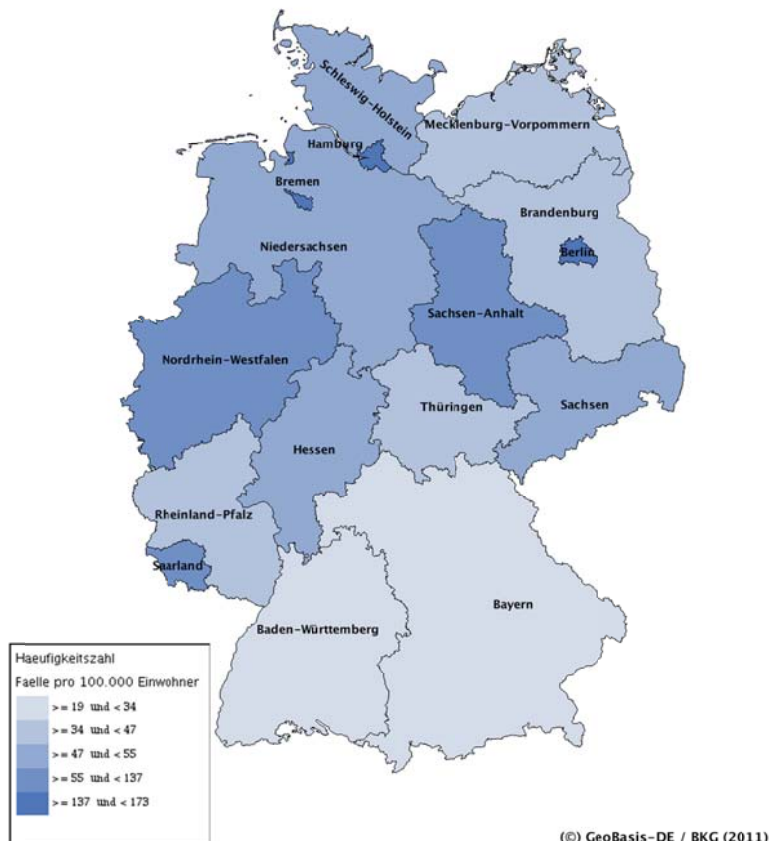 Schleswig-Holstein
Mecklenburg-Vorpommern
Hamburg
Bremen
Brandenburg
Niedersachsen
Berlin
Sachsen-Anhalt
Nordrhein-Westfalen
Thüringen
Sachsen
Hessen
Rheinland-Pfalz
Saarland
Bayern
Baden-Württemberg
Haeufigkeitszahl
Faelle pro 100.000 Einwohner
>= 19 und < 34
>= 34 und < 47
>= 47 und < 55
>= 55 und < 137
>= 137 und < 173
(©) GeoBasis-DE / BKG (2011)